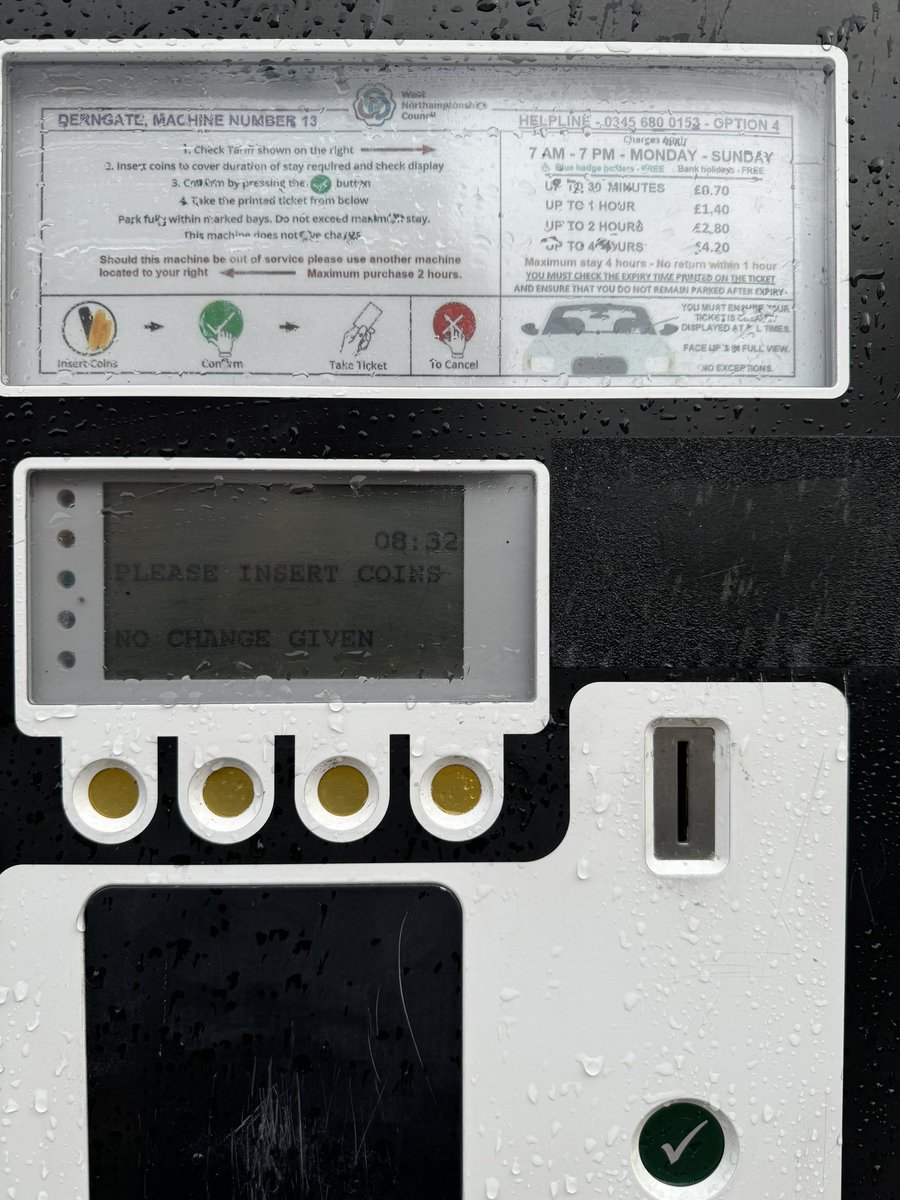 West
Northamptonshire
Council
DERNGATE, MACHINE NUMBER 13
1. Check Tariff shown on the right
2. Insert coins to cover duration of stay required and check display
3. Confirm by pressing the button
4. Take the printed ticket from below
Park fully within marked bays. Do not exceed maximum stay.
This machine does not give change.
Should this machine be out of service please use another machine
located to your right Maximum purchase 2 hours.
Insert Coins
Confirm
Take Ticket
To Cancel
HELPLINE - 0345 680 0153 - OPTION 4
Charges apply
7 AM - 7 PM - MONDAY - SUNDAY
Blue badge holders - FREE Bank holidays - FREE
UP TO 30 MINUTES £0.70
UP TO 1 HOUR £1.40
UP TO 2 HOURS £2.80
UP TO 4 HOURS £4.20
Maximum stay 4 hours - No return within 1 hour
YOU MUST CHECK THE EXPIRY TIME PRINTED ON THE TICKET
AND ENSURE THAT YOU DO NOT REMAIN PARKED AFTER EXPIRY
YOU MUST ENSURE YOUR
TICKET IS CLEARLY
DISPLAYED AT ALL TIMES.
FACE UP & IN FULL VIEW.
NO EXCEPTIONS.
08:32
PLEASE INSERT COINS
NO CHANGE GIVEN